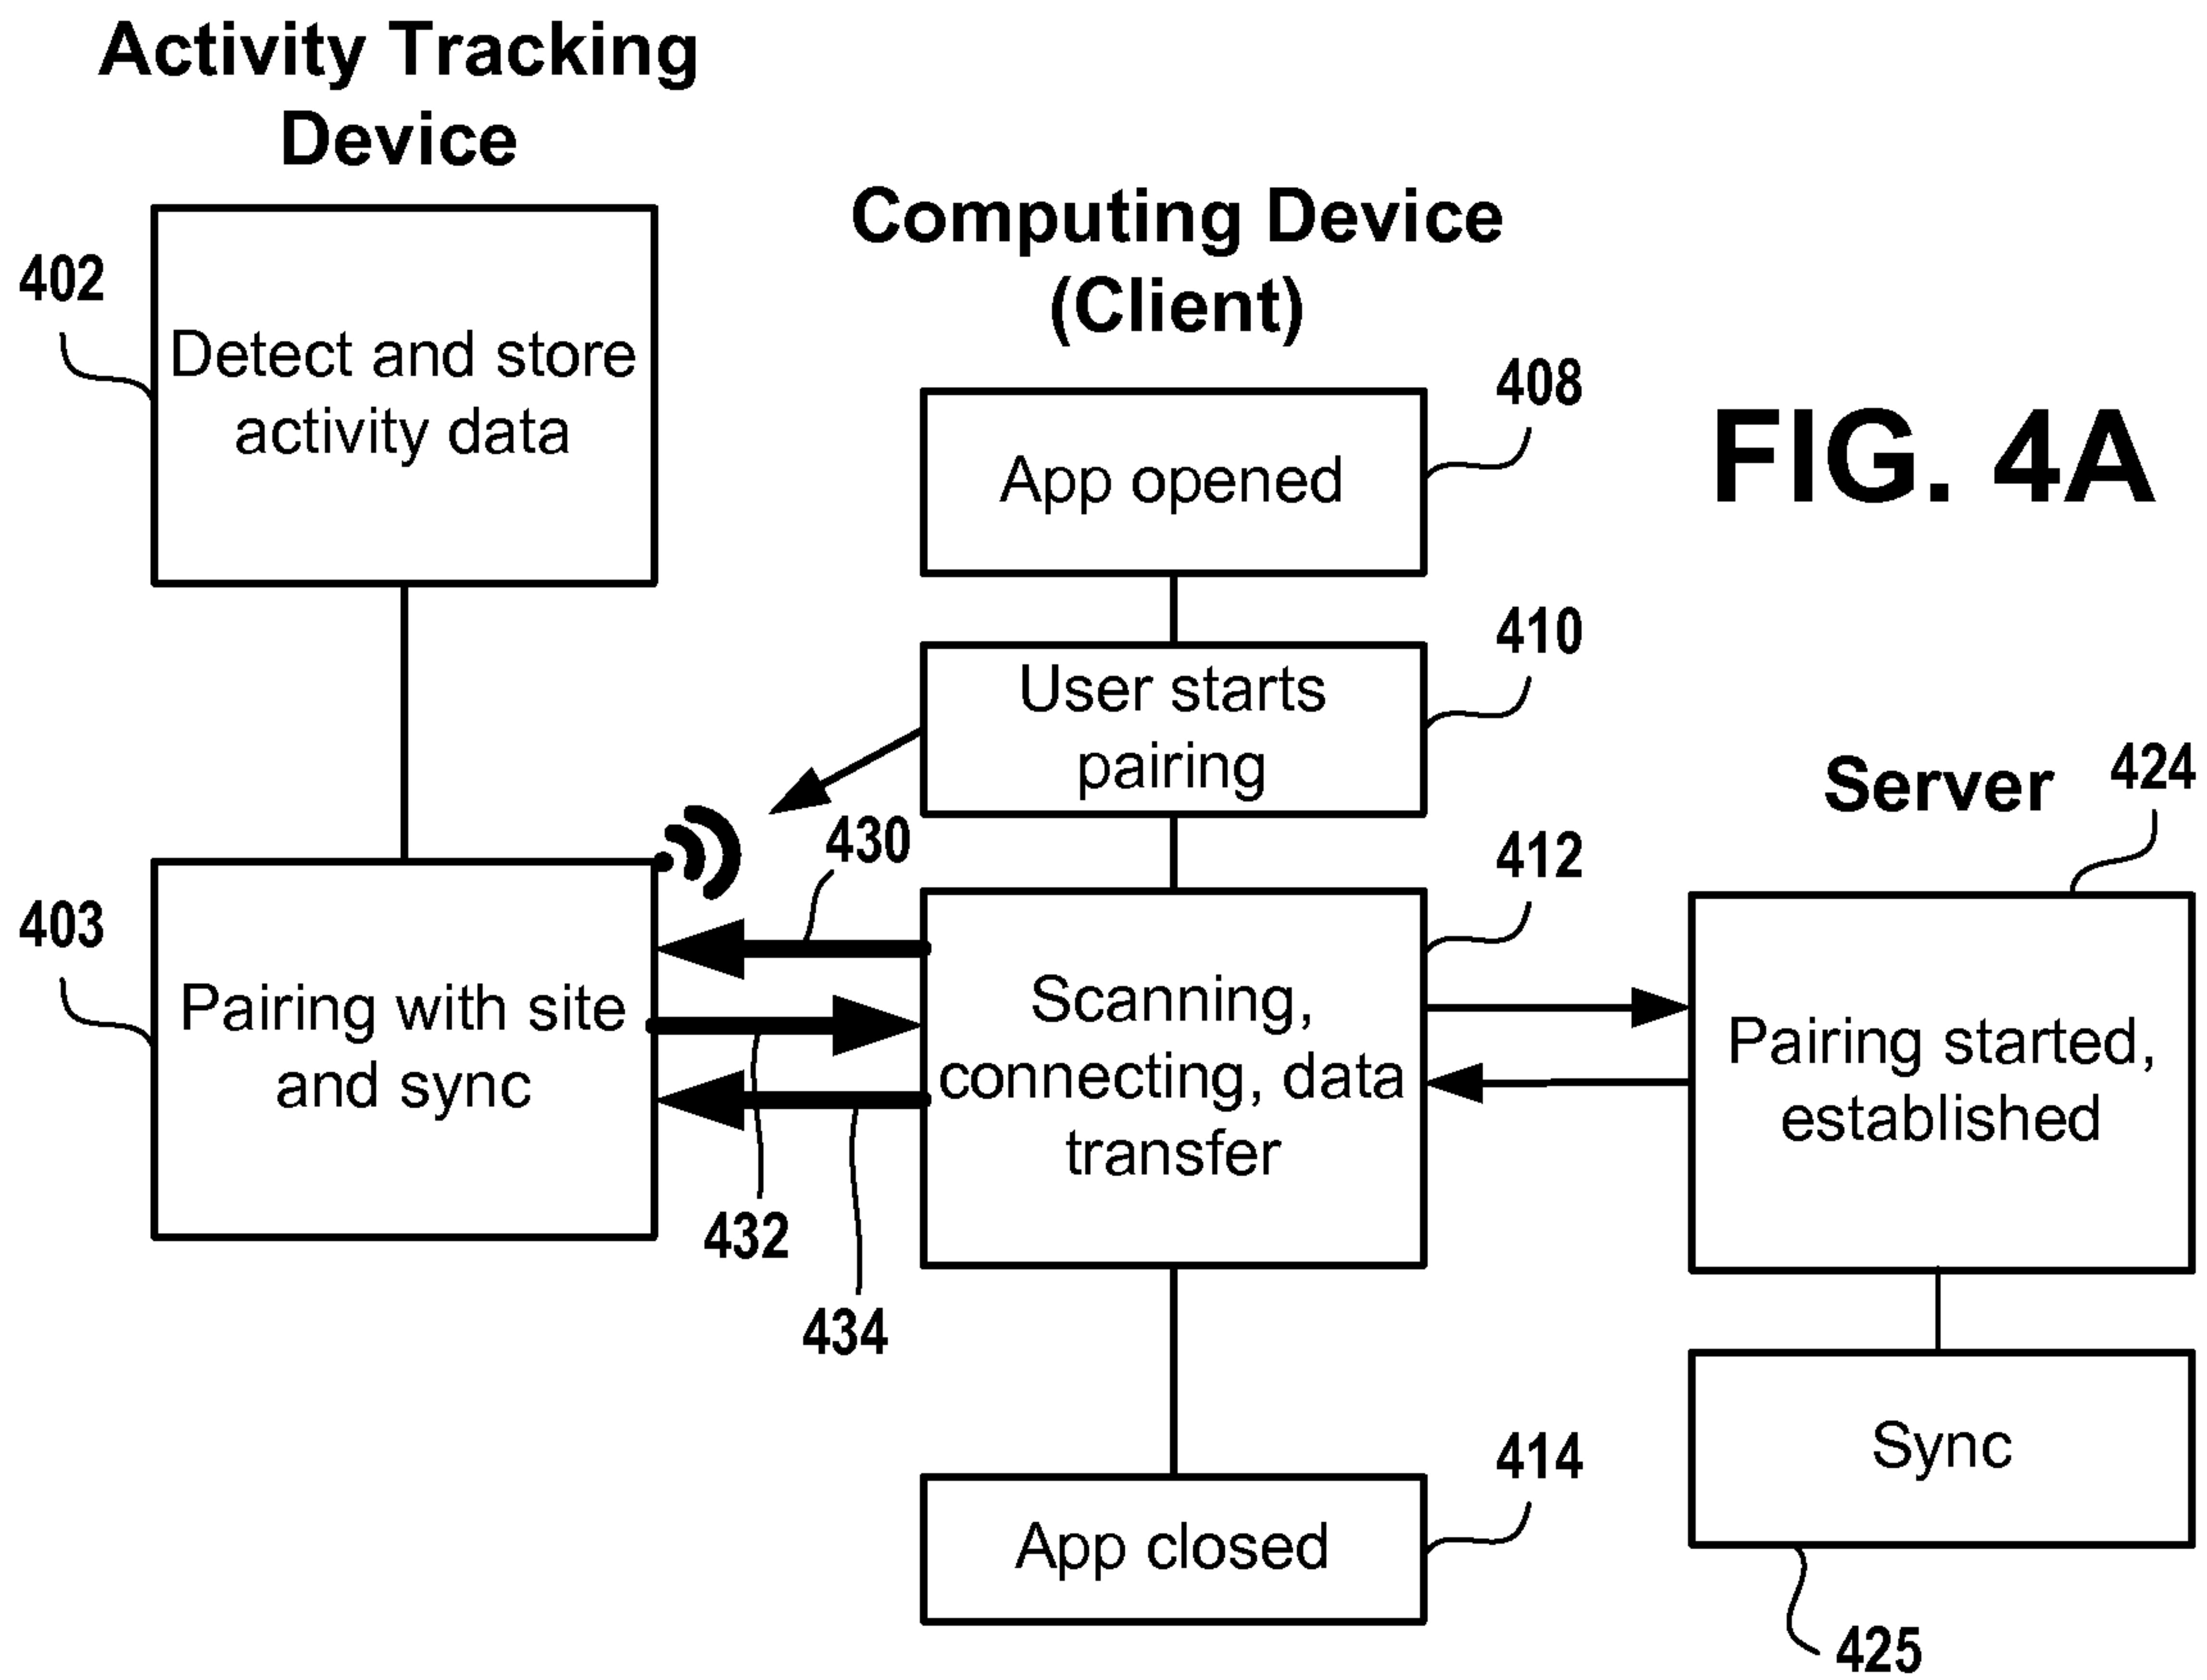 Activity Tracking
Device
402
Detect and store
activity data
Computing Device
(Client)
408
App opened
FIG. 4A
410
User starts
pairing
Server
424
430
412
403
Pairing with site
and sync
Scanning,
connecting, data
transfer
Pairing started,
established
432
434
414
App closed
Sync
425